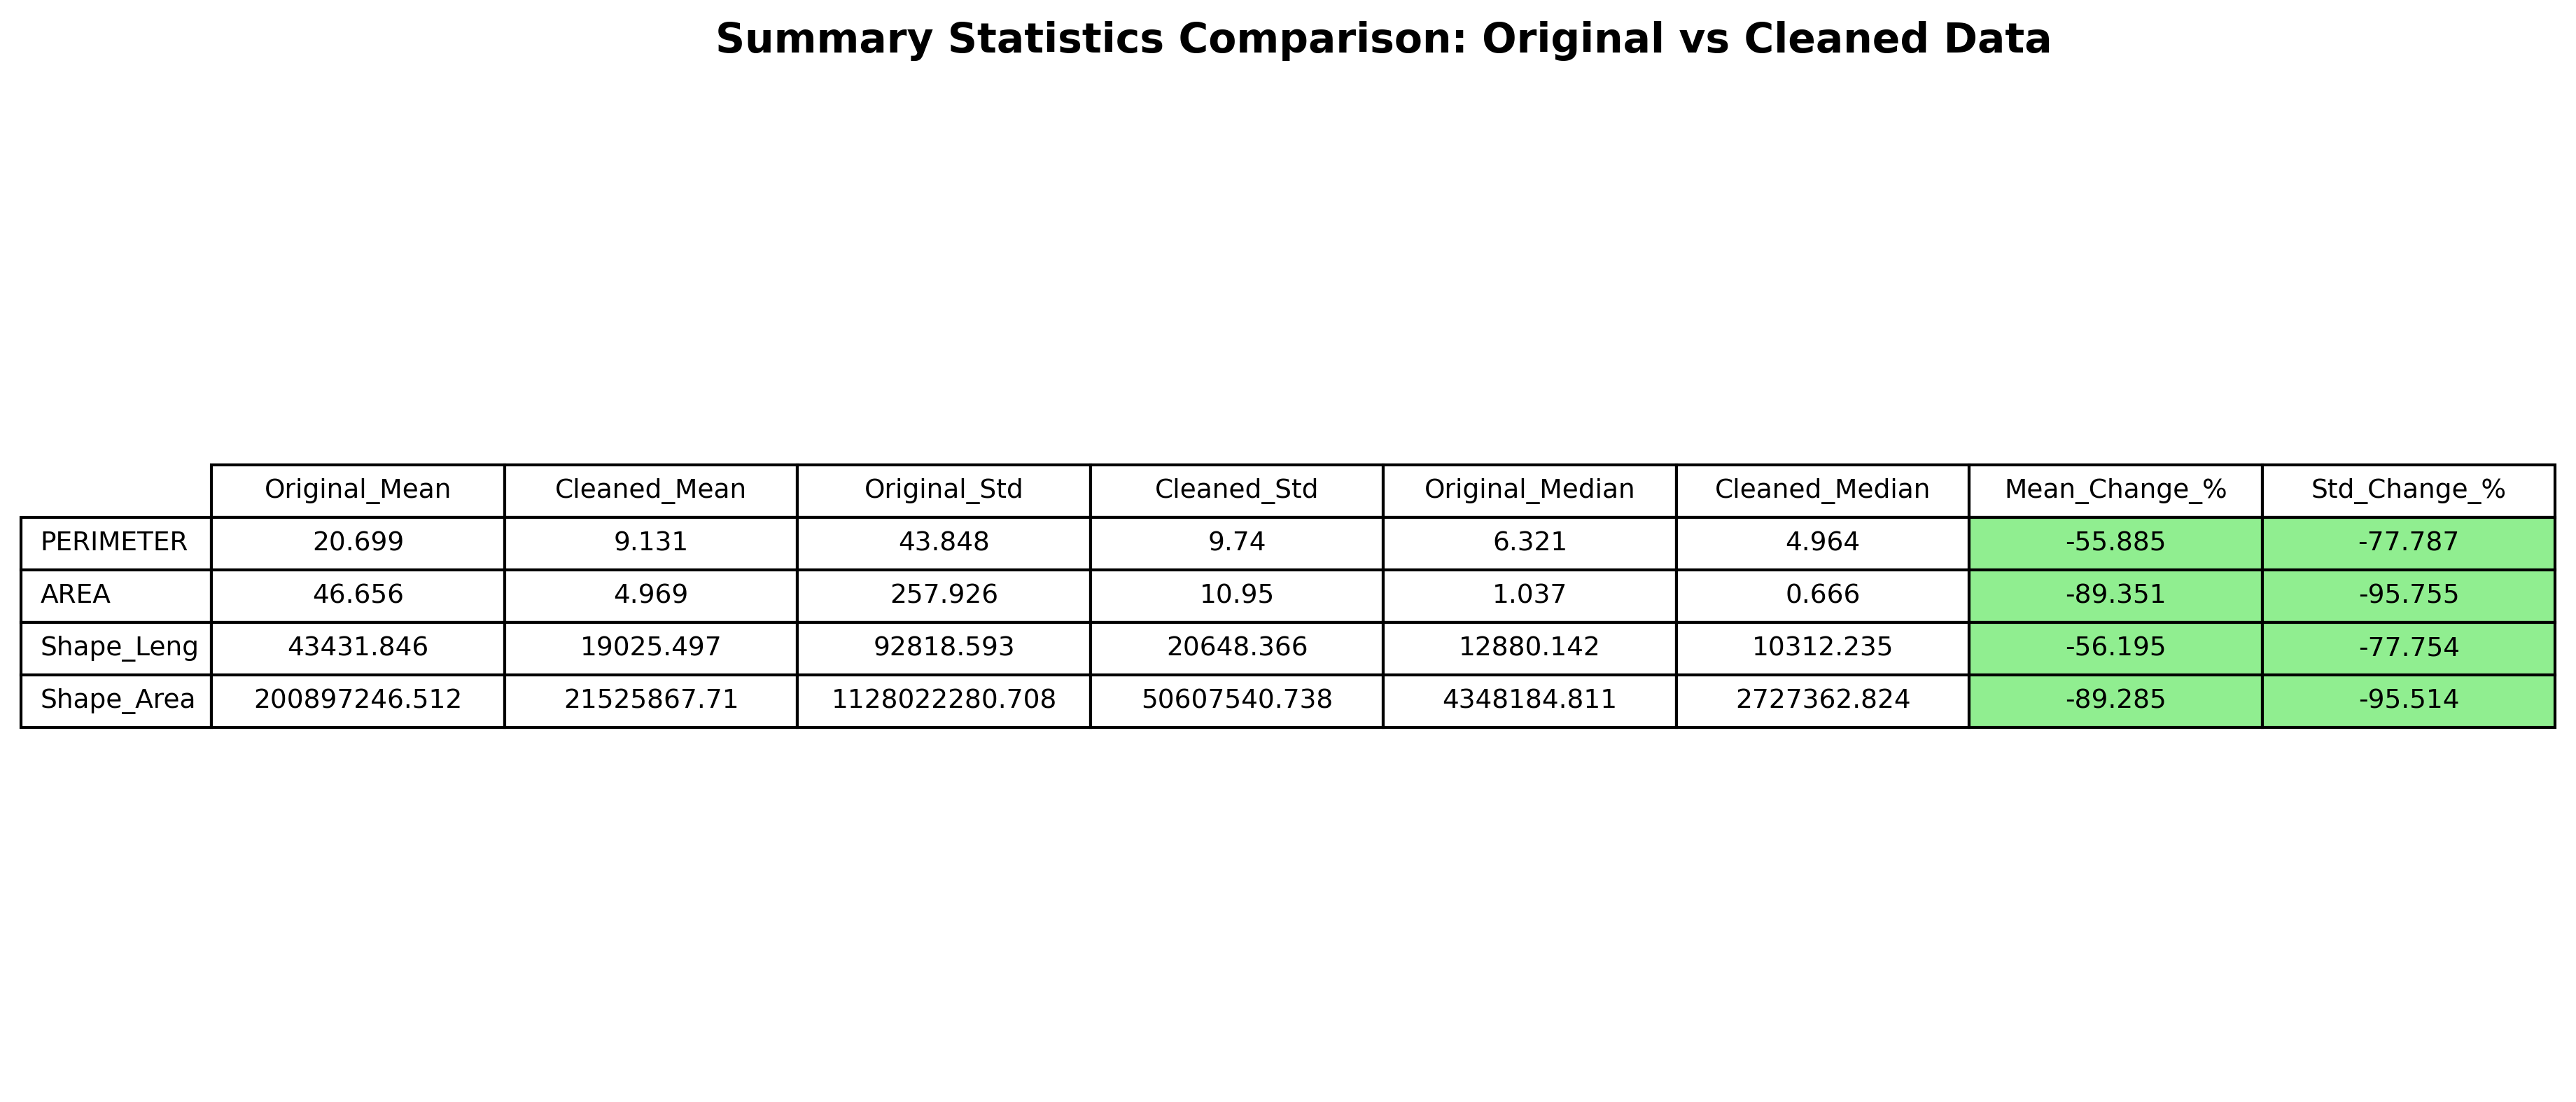 Summary Statistics Comparison: Original vs Cleaned Data
Original_Mean Cleaned_Mean Original_Std Cleaned_Std Original_Median Cleaned_Median Mean_Change_% Std_Change_%
PERIMETER 20.699 9.131 43.848 9.74 6.321 4.964 -55.885 -77.787
AREA 46.656 4.969 257.926 10.95 1.037 0.666 -89.351 -95.755
Shape_Leng 43431.846 19025.497 92818.593 20648.366 12880.142 10312.235 -56.195 -77.754
Shape_Area 200897246.512 21525867.71 1128022280.708 50607540.738 4348184.811 2727362.824 -89.285 -95.514